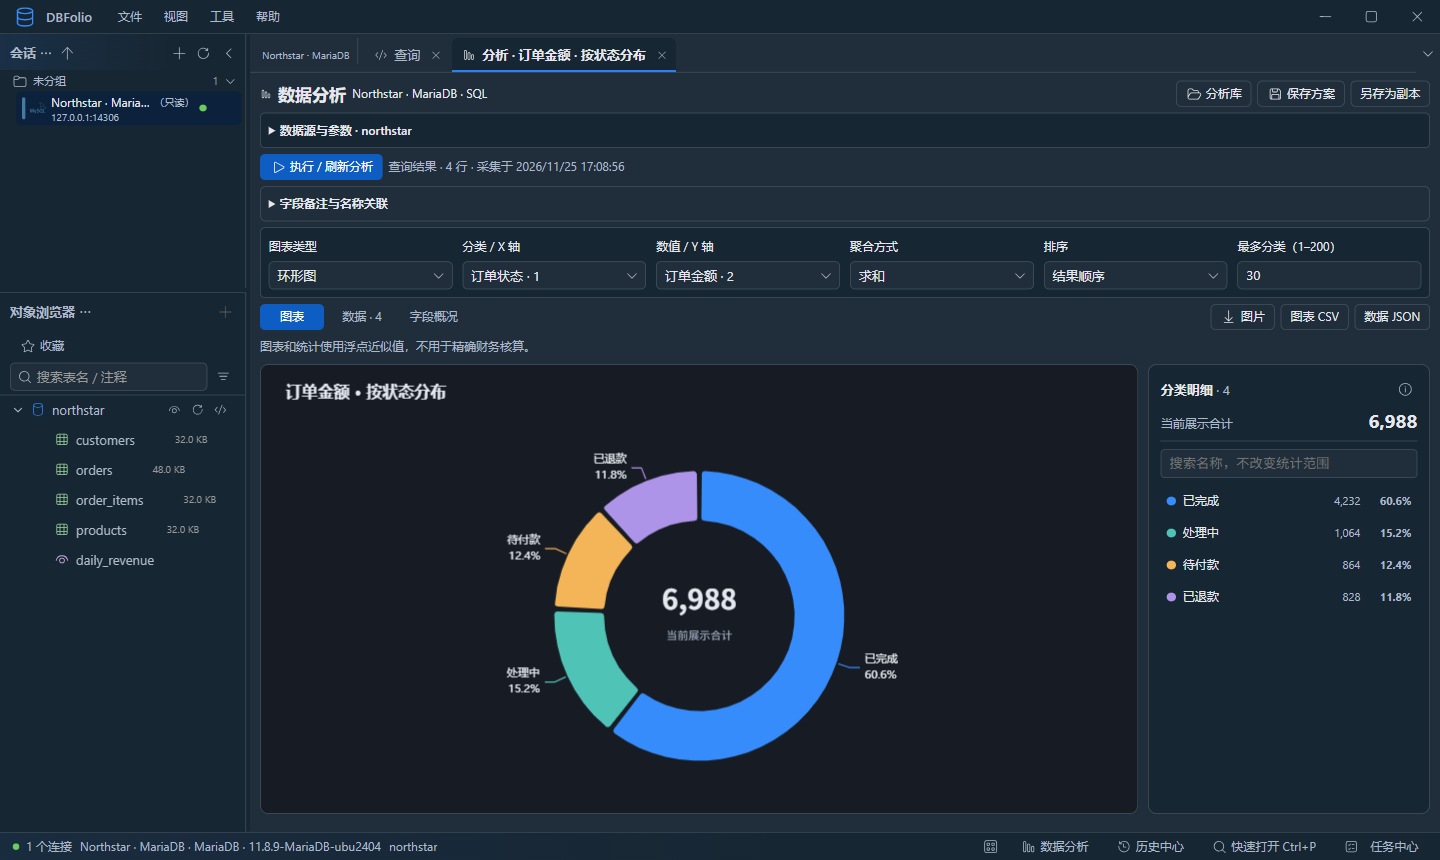 DBFolio 文件 视图 工具 帮助
会话 ···
未分组 1
Northstar · Maria... （只读）
127.0.0.1:14306
对象浏览器 ···
收藏
搜索表名 / 注释
northstar
customers 32.0 KB
orders 48.0 KB
order_items 32.0 KB
products 32.0 KB
daily_revenue
Northstar · MariaDB 查询 分析 · 订单金额 · 按状态分布
数据分析 Northstar · MariaDB · SQL 分析库 保存方案 另存为副本
数据源与参数 · northstar
执行 / 刷新分析 查询结果 · 4 行 · 采集于 2026/11/25 17:08:56
字段备注与名称关联
图表类型 分类 / X 轴 数值 / Y 轴 聚合方式 排序 最多分类（1–200）
环形图 订单状态 · 1 订单金额 · 2 求和 结果顺序 30
图表 数据 · 4 字段概况 图片 图表 CSV 数据 JSON
图表和统计使用浮点近似值，不用于精确财务核算。
订单金额 • 按状态分布
已退款
11.8%
待付款
12.4%
6,988
当前展示合计
处理中
15.2%
已完成
60.6%
分类明细 · 4
当前展示合计 6,988
搜索名称，不改变统计范围
已完成 4,232 60.6%
处理中 1,064 15.2%
待付款 864 12.4%
已退款 828 11.8%
1 个连接 Northstar · MariaDB · MariaDB · 11.8.9-MariaDB-ubu2404 northstar 数据分析 历史中心 快速打开 Ctrl+P 任务中心